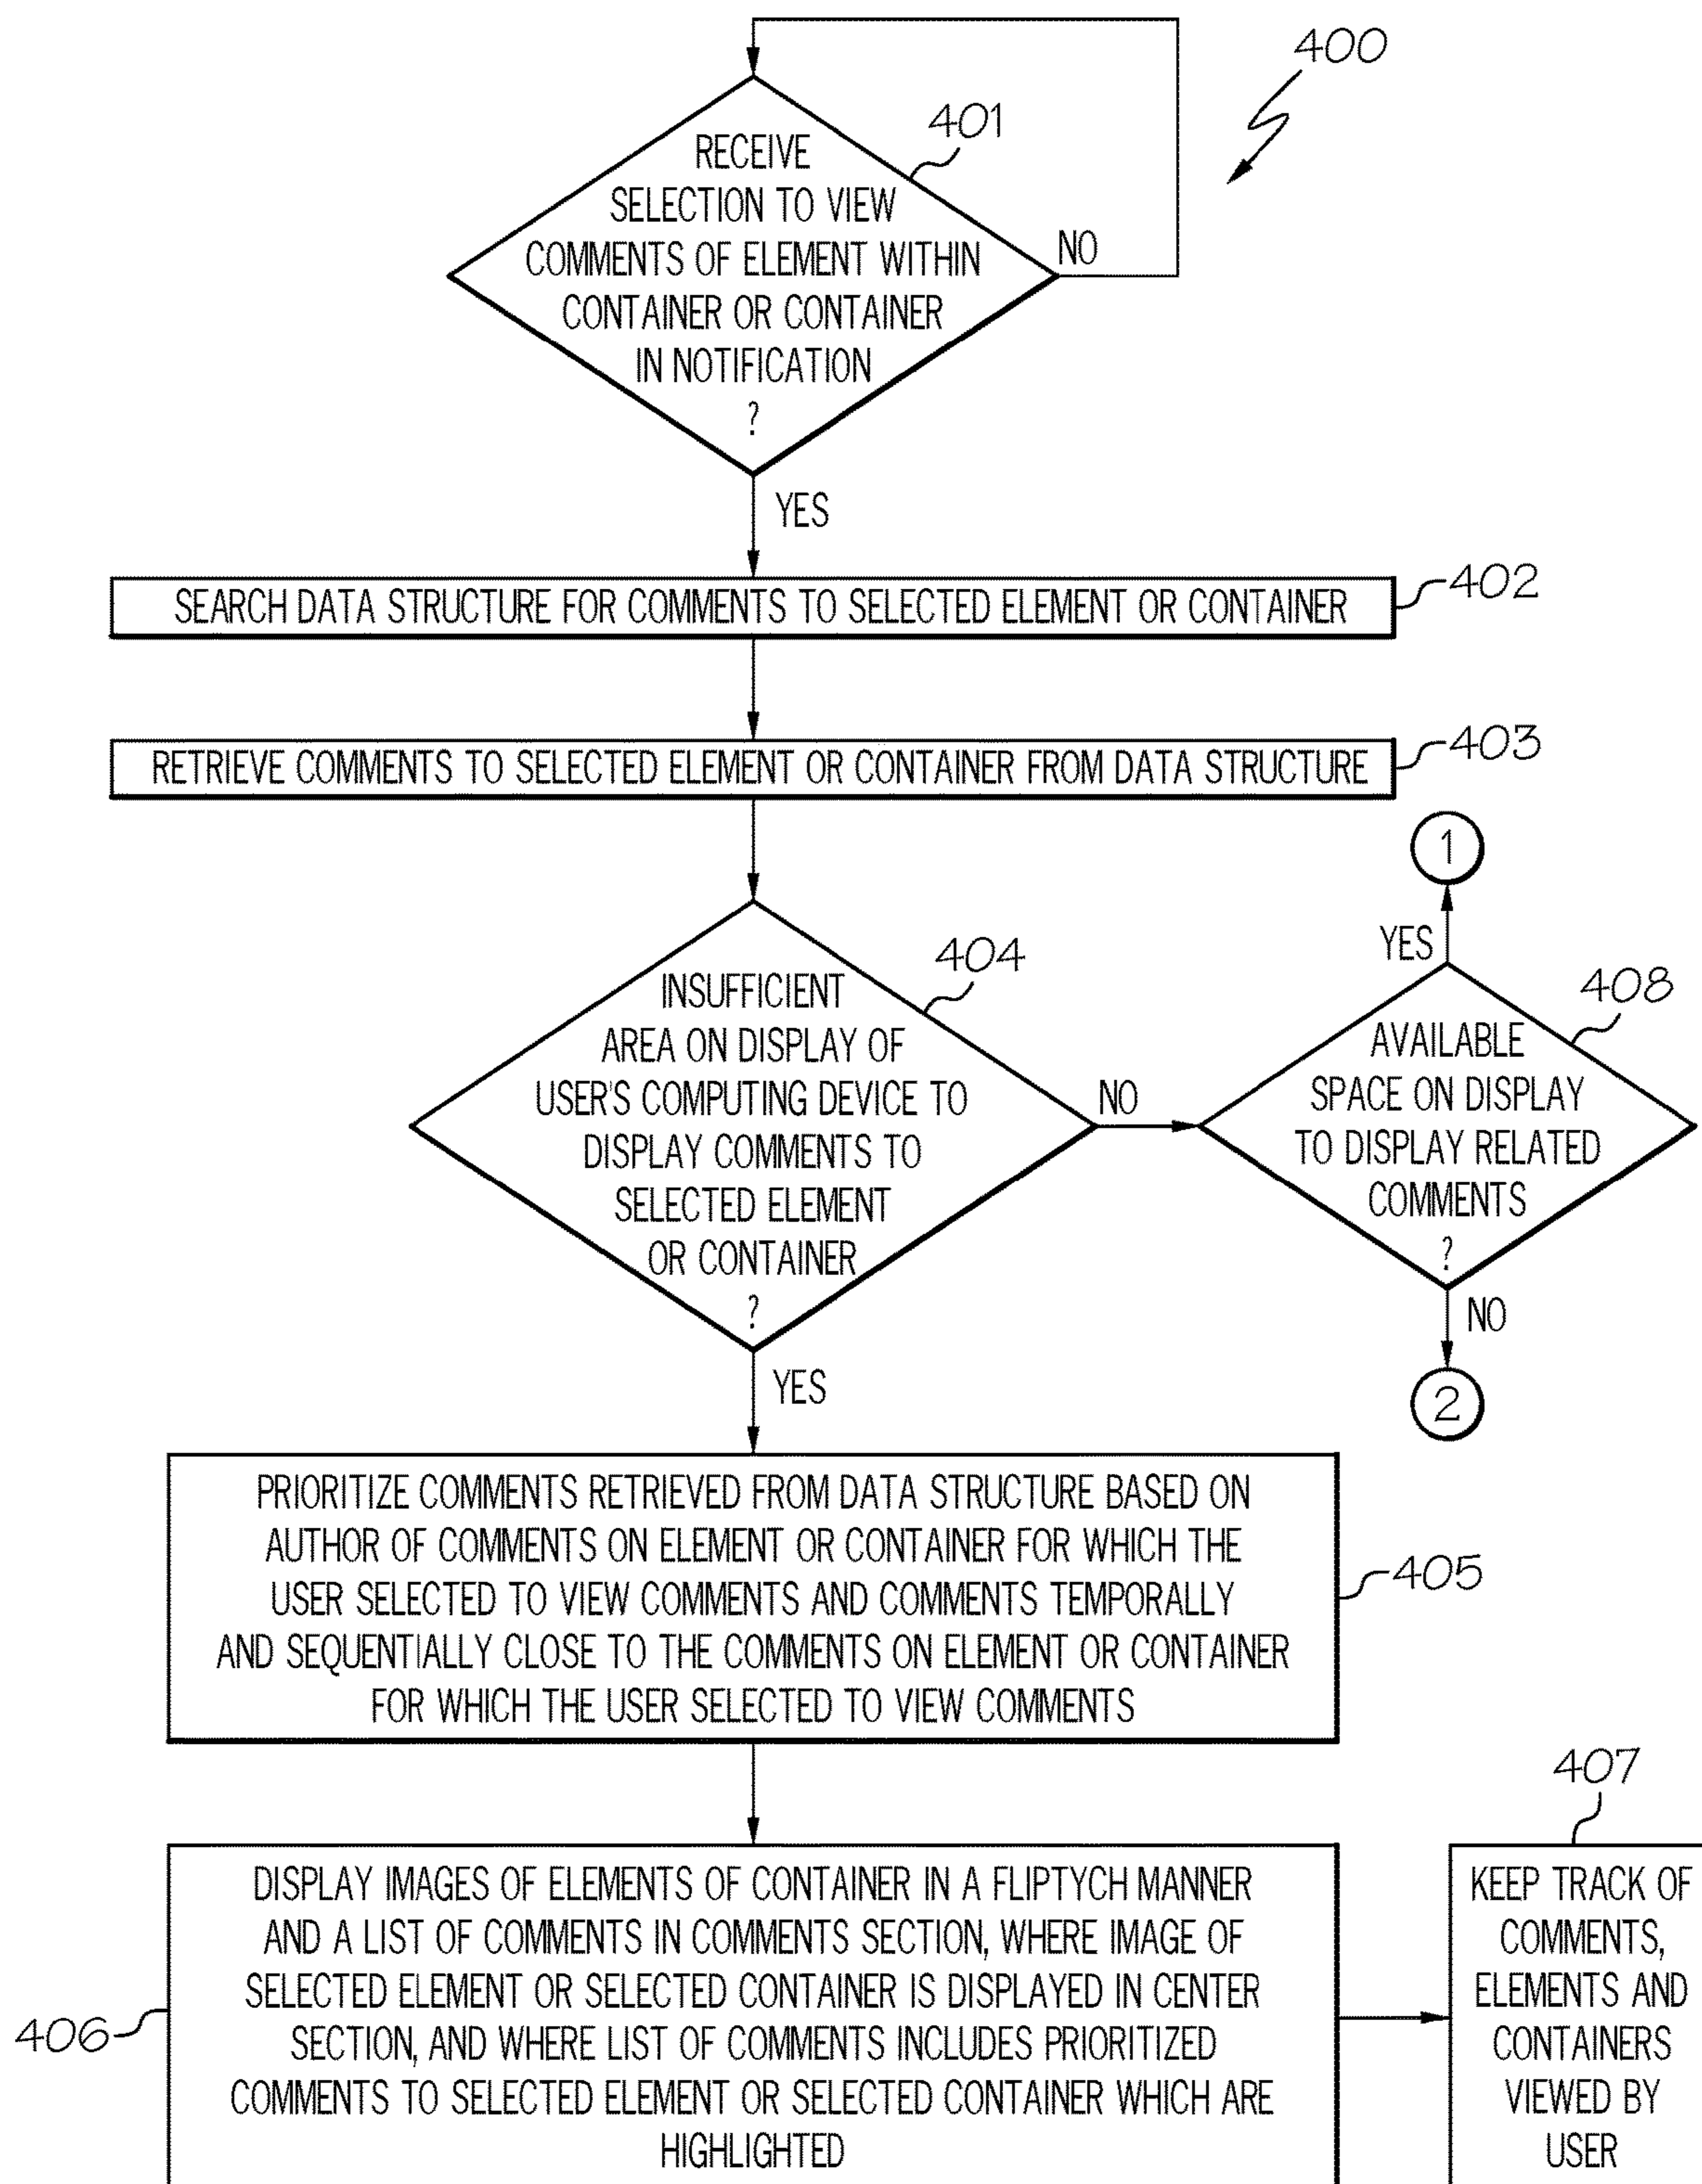 400
401
RECEIVE
SELECTION TO VIEW
COMMENTS OF ELEMENT WITHIN
CONTAINER OR CONTAINER
IN NOTIFICATION
?
NO
YES
SEARCH DATA STRUCTURE FOR COMMENTS TO SELECTED ELEMENT OR CONTAINER
402
RETRIEVE COMMENTS TO SELECTED ELEMENT OR CONTAINER FROM DATA STRUCTURE
403
404
INSUFFICIENT
AREA ON DISPLAY OF
USER'S COMPUTING DEVICE TO
DISPLAY COMMENTS TO
SELECTED ELEMENT
OR CONTAINER
?
NO
YES
1
YES
408
AVAILABLE
SPACE ON DISPLAY
TO DISPLAY RELATED
COMMENTS
?
NO
2
PRIORITIZE COMMENTS RETRIEVED FROM DATA STRUCTURE BASED ON
AUTHOR OF COMMENTS ON ELEMENT OR CONTAINER FOR WHICH THE
USER SELECTED TO VIEW COMMENTS AND COMMENTS TEMPORALLY
AND SEQUENTIALLY CLOSE TO THE COMMENTS ON ELEMENT OR CONTAINER
FOR WHICH THE USER SELECTED TO VIEW COMMENTS
405
DISPLAY IMAGES OF ELEMENTS OF CONTAINER IN A FLIPTYCH MANNER
AND A LIST OF COMMENTS IN COMMENTS SECTION, WHERE IMAGE OF
SELECTED ELEMENT OR SELECTED CONTAINER IS DISPLAYED IN CENTER
SECTION, AND WHERE LIST OF COMMENTS INCLUDES PRIORITIZED
COMMENTS TO SELECTED ELEMENT OR SELECTED CONTAINER WHICH ARE
HIGHLIGHTED
406
407
KEEP TRACK OF
COMMENTS,
ELEMENTS AND
CONTAINERS
VIEWED BY
USER